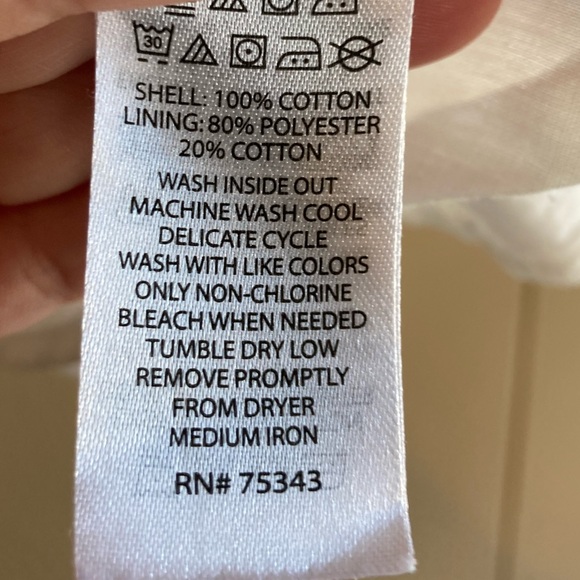 30
SHELL: 100% COTTON
LINING: 80% POLYESTER
20% COTTON
WASH INSIDE OUT
MACHINE WASH COOL
DELICATE CYCLE
WASH WITH LIKE COLORS
ONLY NON-CHLORINE
BLEACH WHEN NEEDED
TUMBLE DRY LOW
REMOVE PROMPTLY
FROM DRYER
MEDIUM IRON
RN# 75343